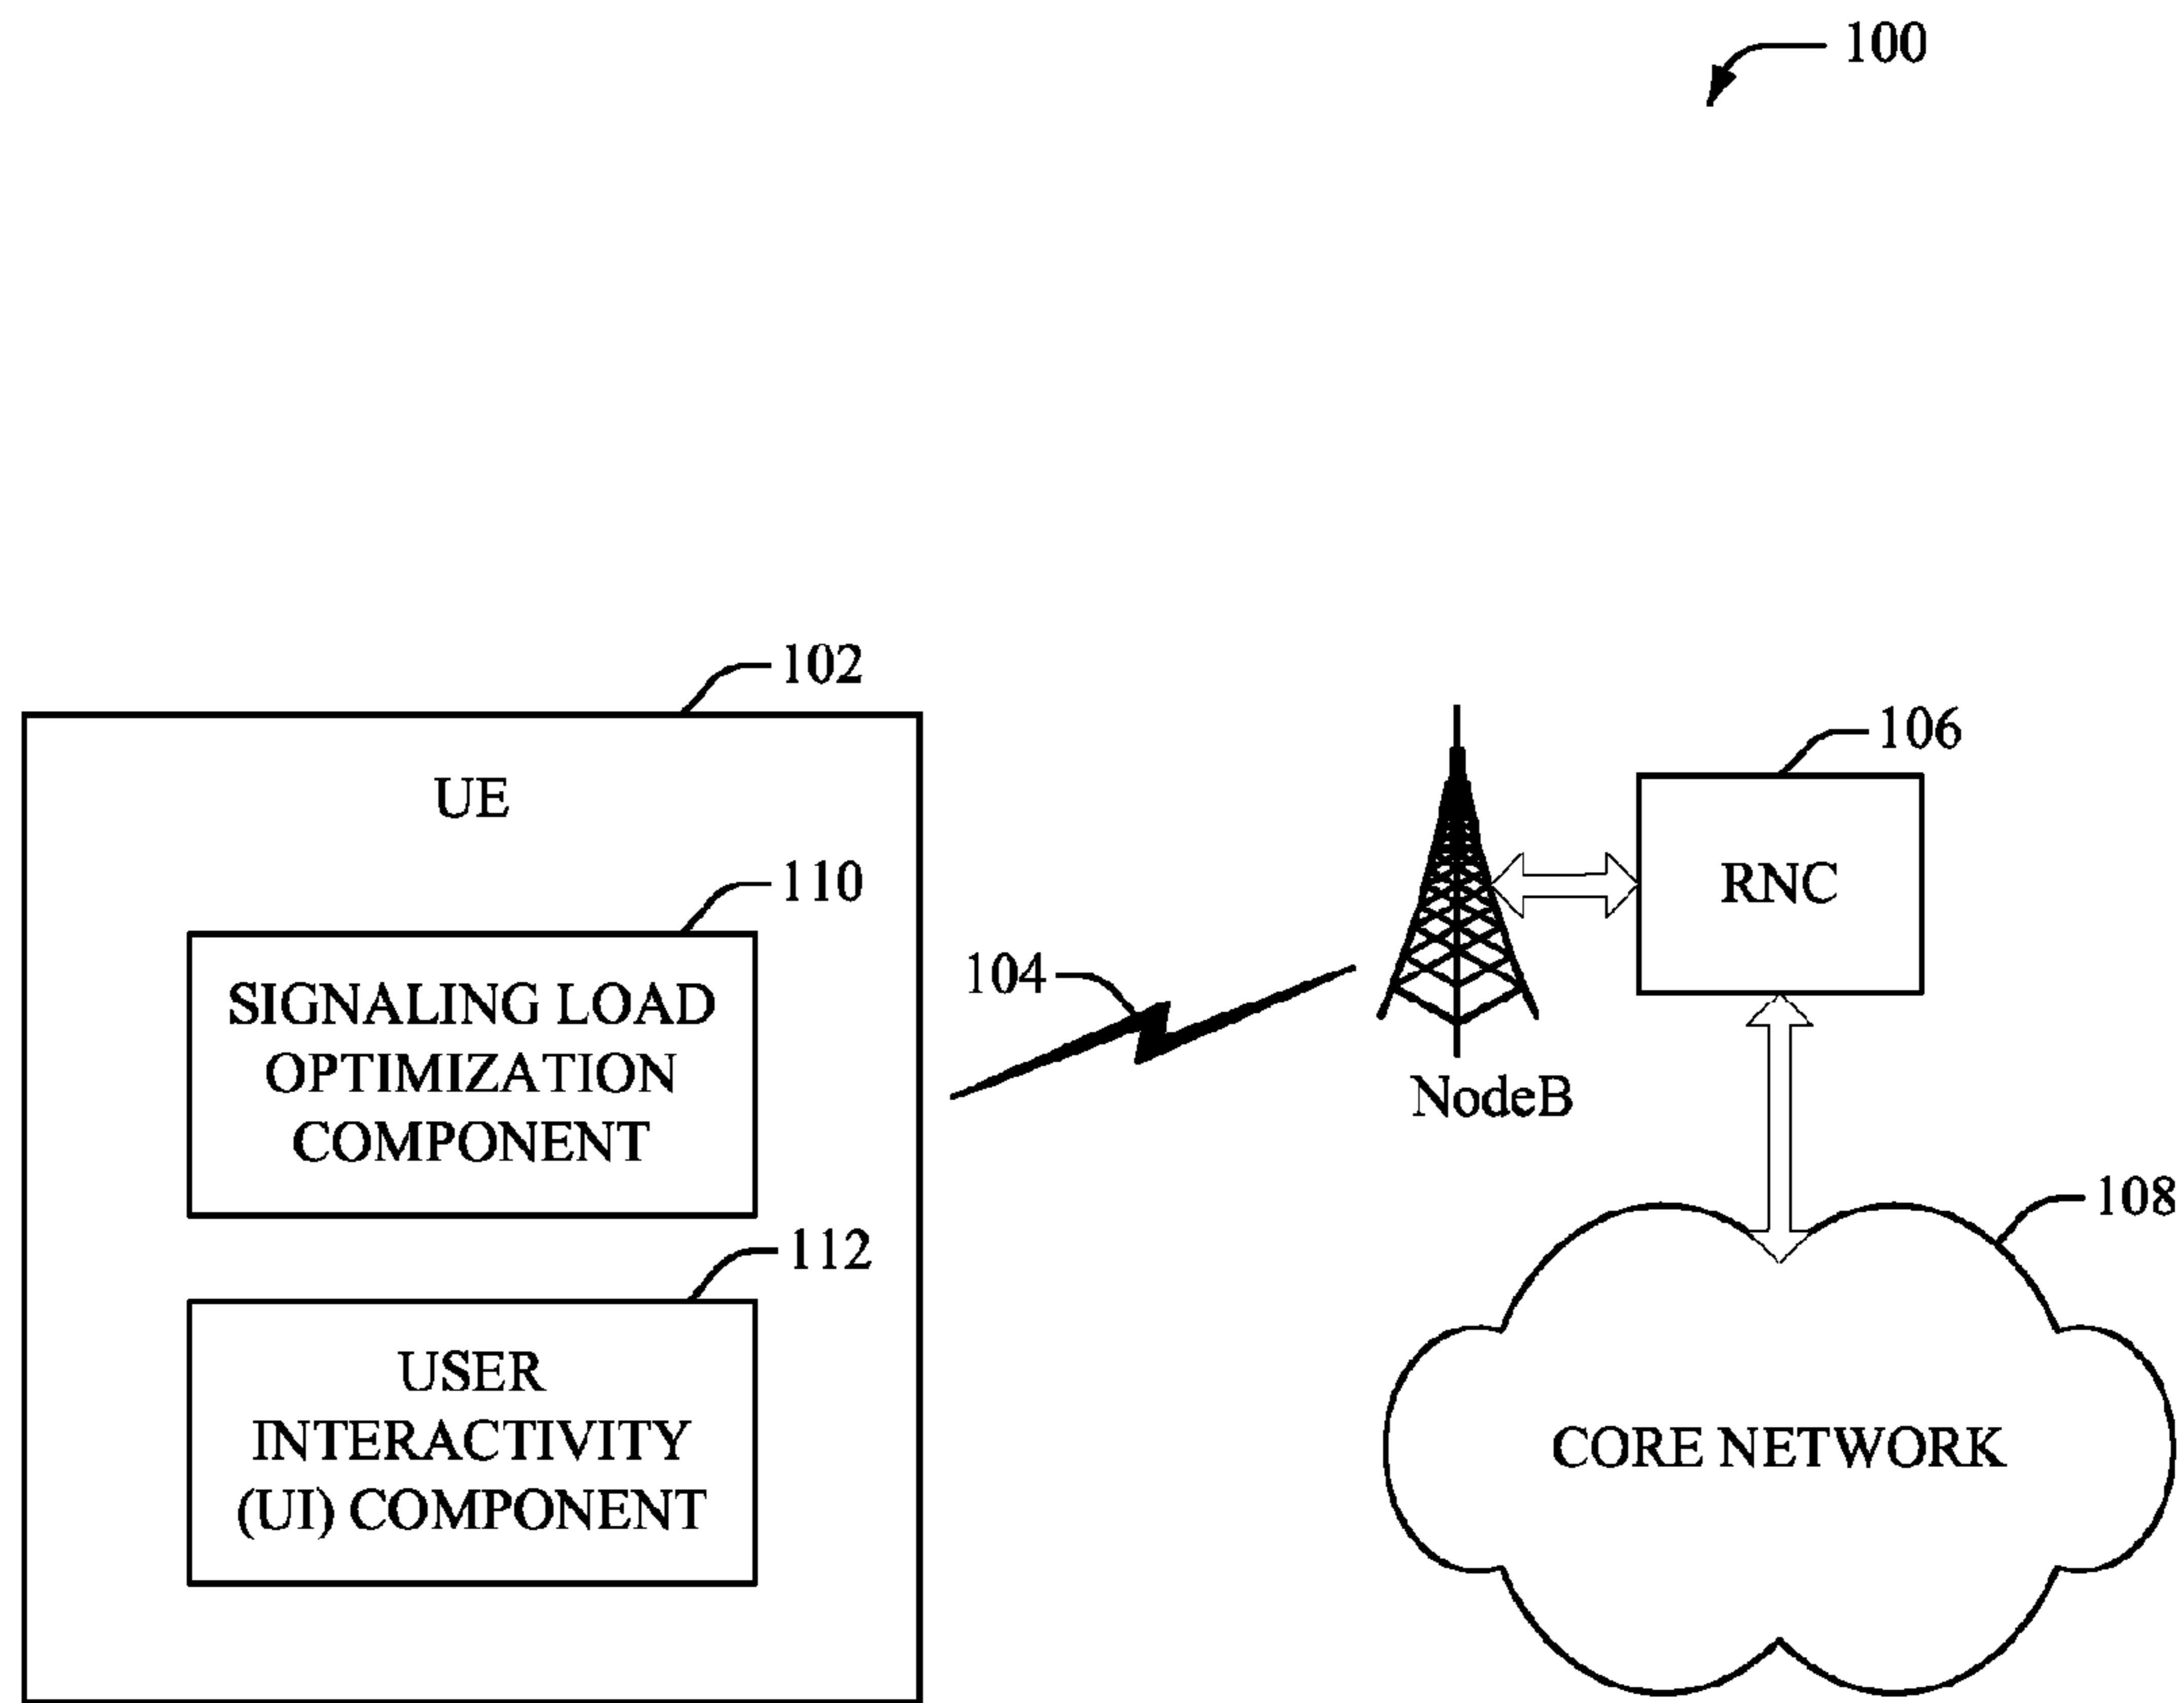 100
102
UE
110
SIGNALING LOAD
OPTIMIZATION
COMPONENT
112
USER
INTERACTIVITY
(UI) COMPONENT
104
NodeB
106
RNC
108
CORE NETWORK